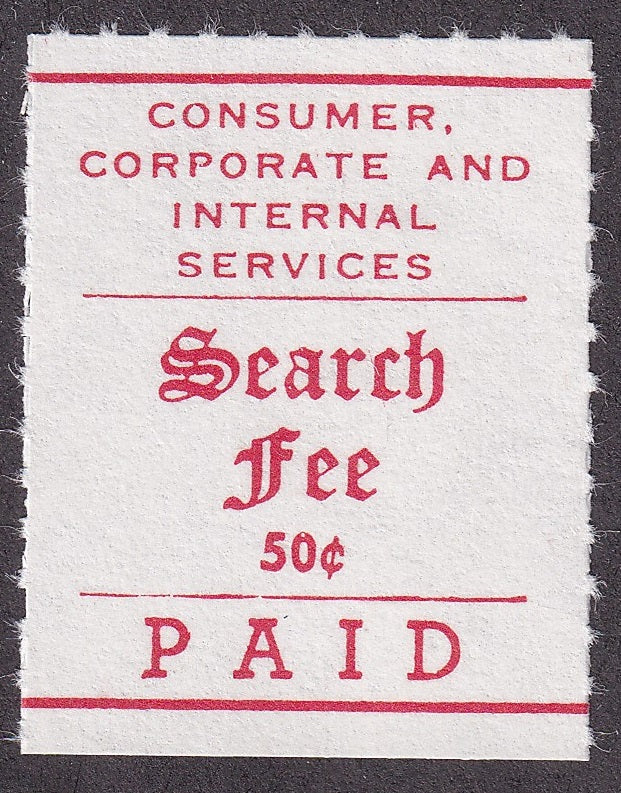 CONSUMER,
CORPORATE AND
INTERNAL
SERVICES
Search
Fee
50¢
PAID